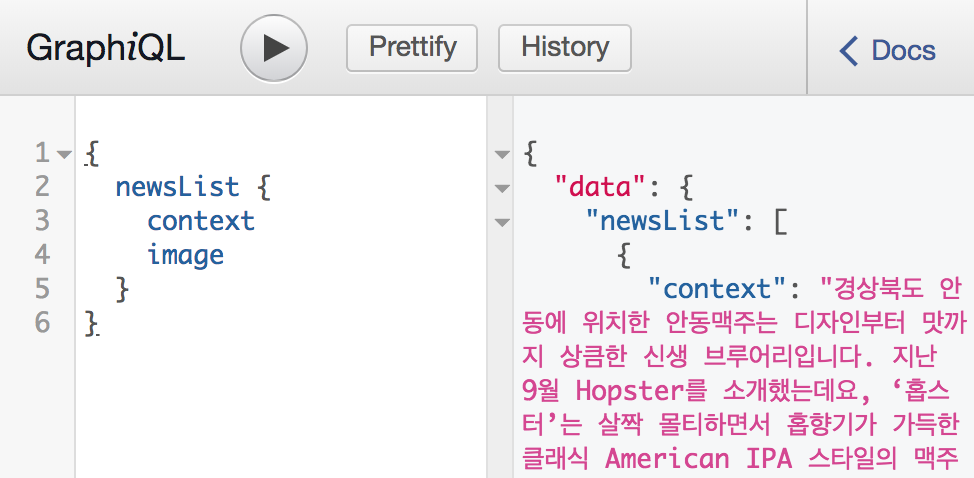 GraphiQL Prettify History Docs
1 {
2 newsList {
3 context
4 image
5 }
6 }
{
"data": {
"newsList": [
{
"context": "경상북도 안
동에 위치한 안동맥주는 디자인부터 맛까
지 상큼한 신생 브루어리입니다. 지난
9월 Hopster를 소개했는데요, ‘홉스
터’는 살짝 몰티하면서 홉향기가 가득한
클래식 American IPA 스타일의 맥주